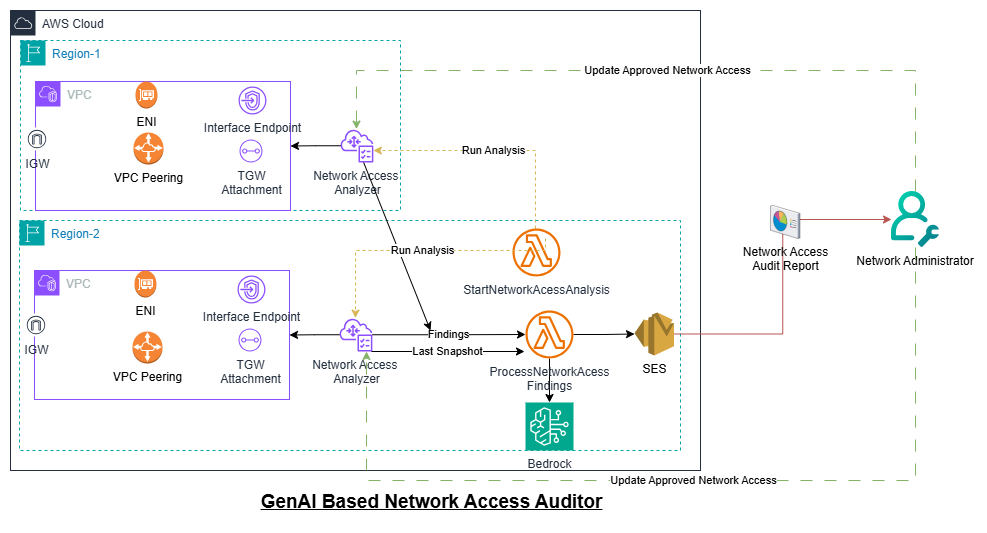 AWS Cloud
Region-1
VPC
ENI
Interface Endpoint
IGW
VPC Peering
TGW
Attachment
Network Access
Analyzer
Update Approved Network Access
Run Analysis
Region-2
VPC
ENI
Interface Endpoint
IGW
VPC Peering
TGW
Attachment
Network Access
Analyzer
Run Analysis
StartNetworkAcessAnalysis
Findings
Last Snapshot
ProcessNetworkAcess
Findings
SES
Bedrock
Network Access
Audit Report
Network Administrator
Update Approved Network Access
GenAI Based Network Access Auditor